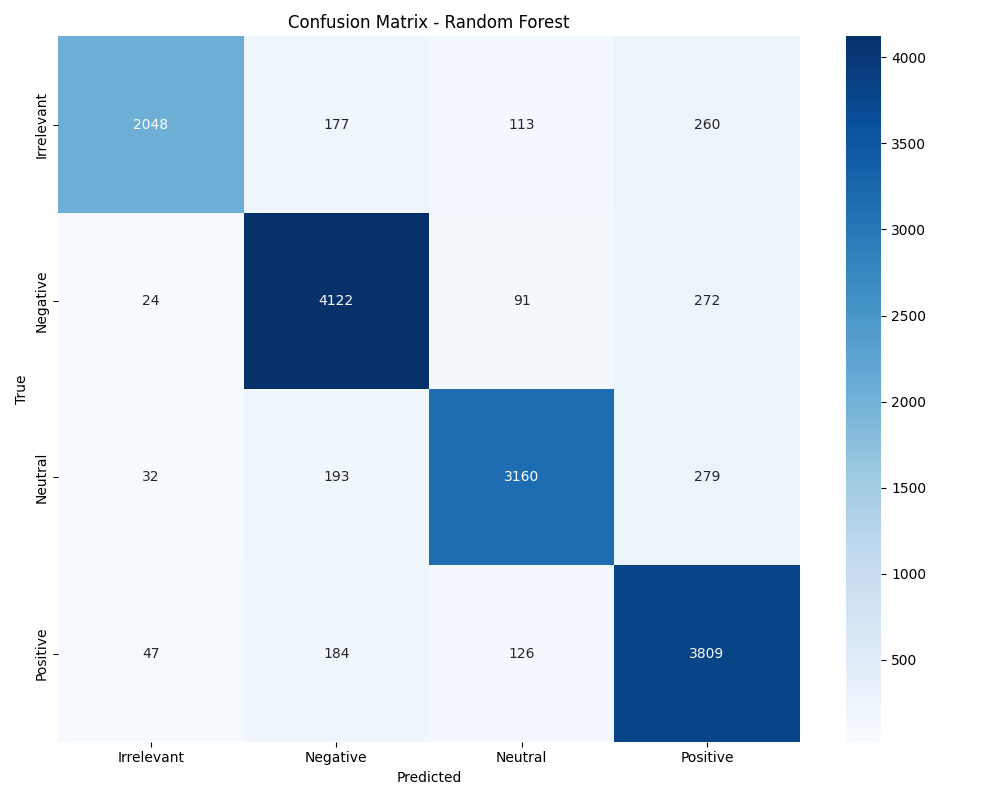 Confusion Matrix - Random Forest
Irrelevant
2048 177 113 260
Negative
24 4122 91 272
Neutral
32 193 3160 279
Positive
47 184 126 3809
True
Irrelevant Negative Neutral Positive
Predicted
4000
3500
3000
2500
2000
1500
1000
500